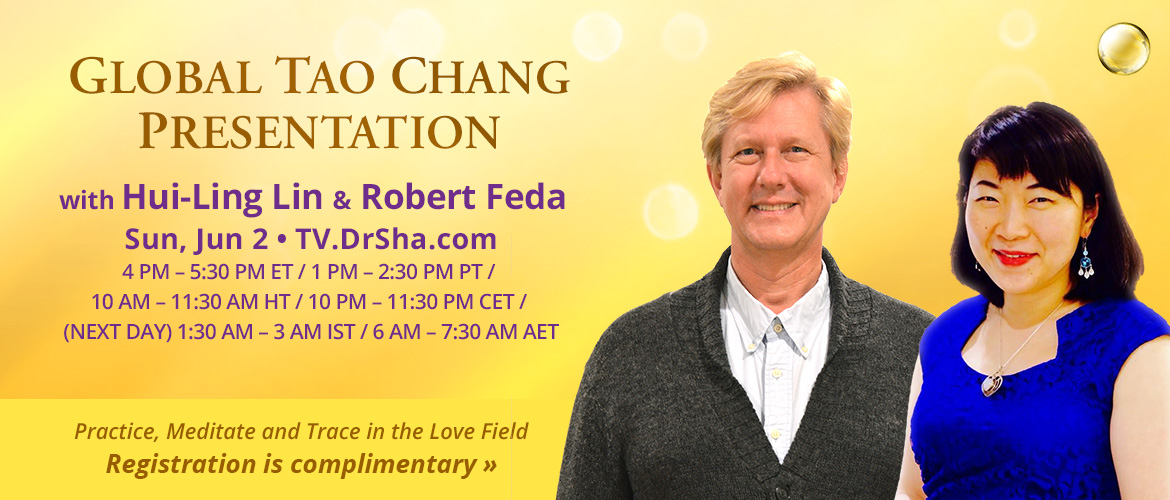 GLOBAL TAO CHANG
PRESENTATION
with Hui-Ling Lin & Robert Feda
Sun, Jun 2 • TV.DrSha.com
4 PM – 5:30 PM ET / 1 PM – 2:30 PM PT /
10 AM – 11:30 AM HT / 10 PM – 11:30 PM CET /
(NEXT DAY) 1:30 AM – 3 AM IST / 6 AM – 7:30 AM AET
Practice, Meditate and Trace in the Love Field
Registration is complimentary »